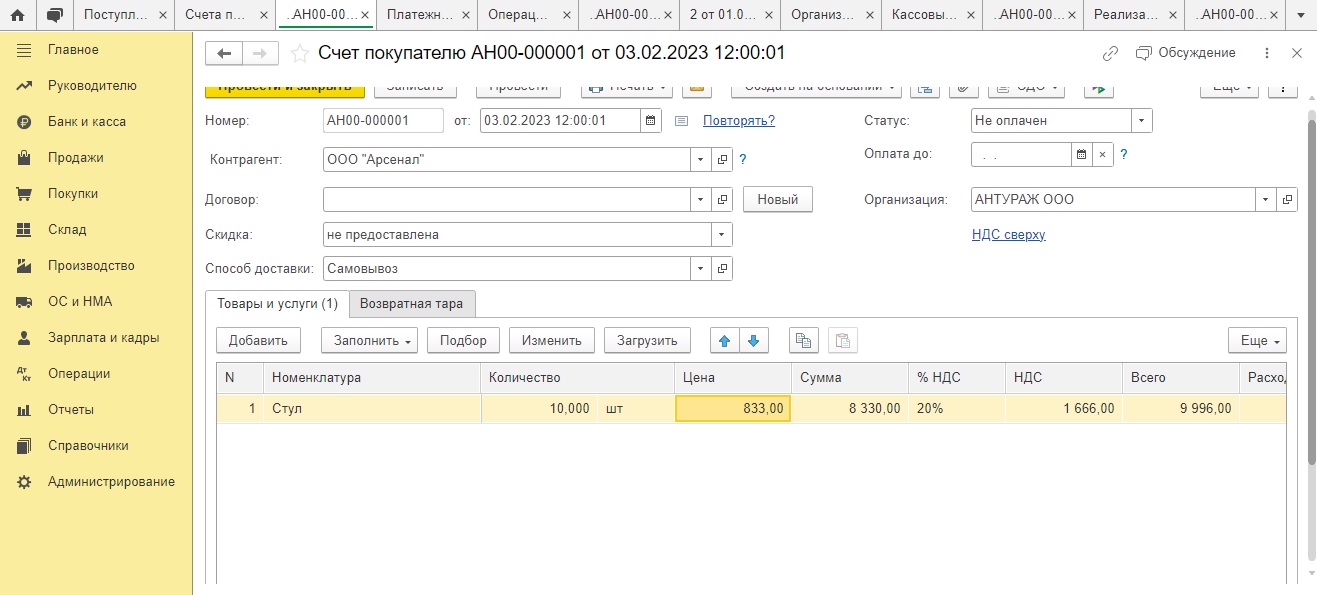 Поступл... × Счета п... × ..АН00-00... × Платежн... × Операц... × ..АН00-00... × 2 от 01.0... × Организ... × Кассовы... × ..АН00-00... × Реализа... × ..АН00-00... ×
Главное
Руководителю
Банк и касса
Продажи
Покупки
Склад
Производство
ОС и НМА
Зарплата и кадры
Операции
Отчеты
Справочники
Администрирование
Счет покупателю АН00-000001 от 03.02.2023 12:00:01
Обсуждение
Провести и закрыть Записать Провести Печать Создать на основании ЭДО Еще
Номер: АН00-000001 от: 03.02.2023 12:00:01 Повторять? Статус: Не оплачен
Контрагент: ООО "Арсенал" ? Оплата до: . . ?
Договор: Новый Организация: АНТУРАЖ ООО
Скидка: не предоставлена НДС сверху
Способ доставки: Самовывоз
Товары и услуги (1) Возвратная тара
Добавить Заполнить Подбор Изменить Загрузить Еще
N Номенклатура Количество Цена Сумма % НДС НДС Всего Расход
1 Стул 10,000 шт 833,00 8 330,00 20% 1 666,00 9 996,00